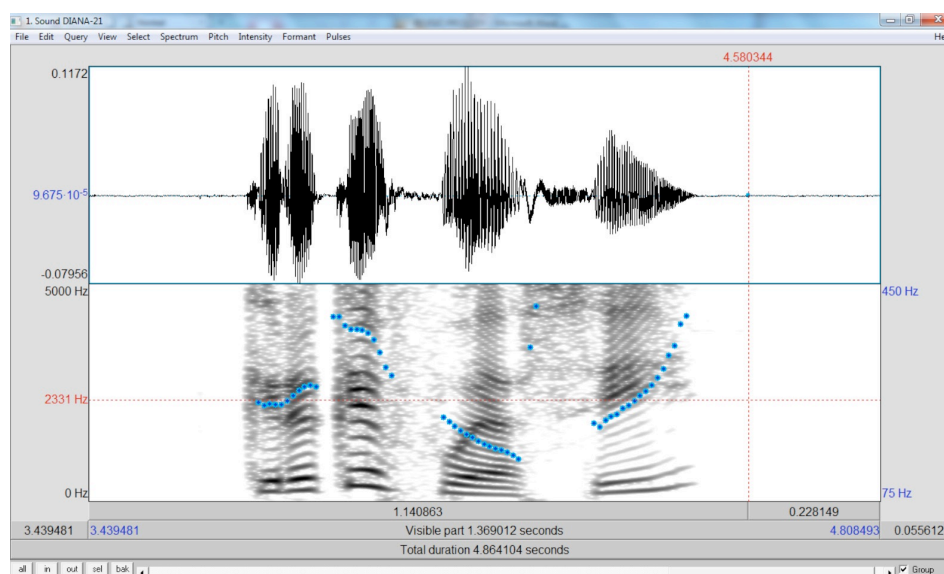 1. Sound DIANA-21
File Edit Query View Select Spectrum Pitch Intensity Formant Pulses He
4.580344
0.1172
9.675·10-5
-0.07956
5000 Hz 450 Hz
2331 Hz
0 Hz 75 Hz
1.140863 0.228149
3.439481 3.439481 Visible part 1.369012 seconds 4.808493 0.055612
Total duration 4.864104 seconds
all in out sel bak Group